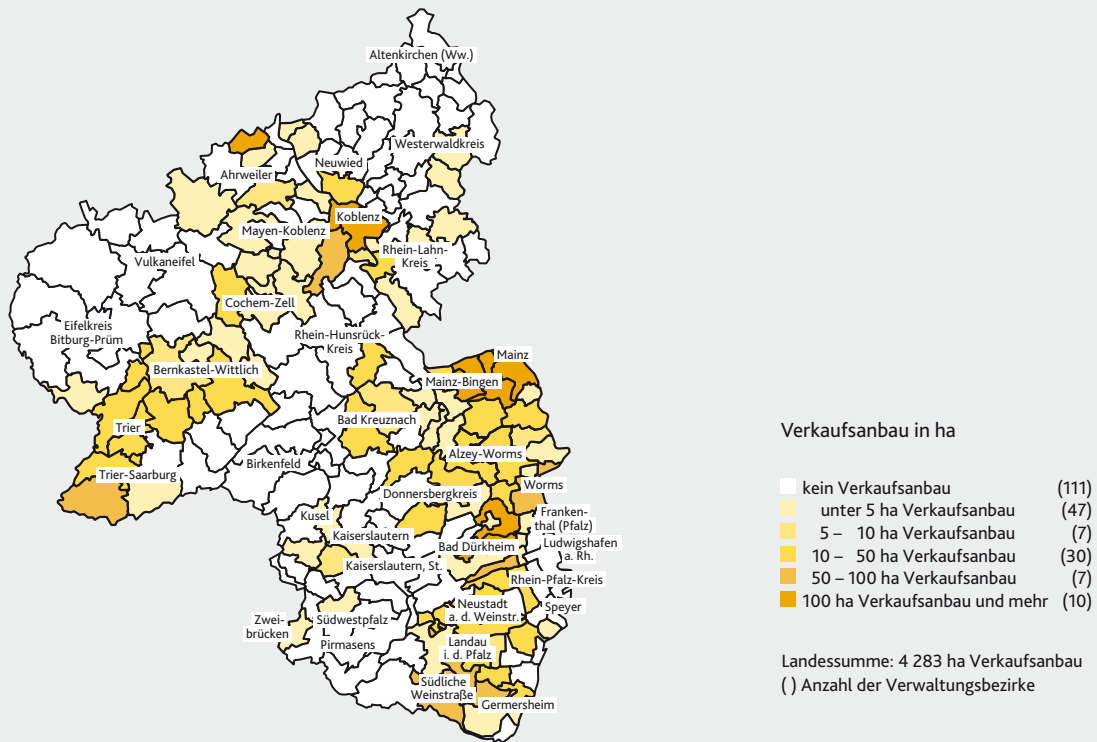 Altenkirchen (Ww.)
Westerwaldkreis
Neuwied
Ahrweiler
Koblenz
Mayen-Koblenz
Rhein-Lahn-
Kreis
Vulkaneifel
Cochem-Zell
Eifelkreis
Bitburg-Prüm
Rhein-Hunsrück-
Kreis
Mainz
Bernkastel-Wittlich
Mainz-Bingen
Trier
Bad Kreuznach
Alzey-Worms
Birkenfeld
Trier-Saarburg
Donnersbergkreis
Worms
Kusel
Franken-
thal (Pfalz)
Kaiserslautern
Bad Dürkheim
Ludwigshafen
a. Rh.
Kaiserslautern, St.
Rhein-Pfalz-Kreis
Neustadt
a. d. Weinstr.
Speyer
Zwei-
brücken
Südwestpfalz
Pirmasens
Landau
i. d. Pfalz
Südliche
Weinstraße
Germersheim
Verkaufsanbau in ha
kein Verkaufsanbau (111)
unter 5 ha Verkaufsanbau (47)
5 – 10 ha Verkaufsanbau (7)
10 – 50 ha Verkaufsanbau (30)
50 – 100 ha Verkaufsanbau (7)
100 ha Verkaufsanbau und mehr (10)
Landessumme: 4 283 ha Verkaufsanbau
( ) Anzahl der Verwaltungsbezirke